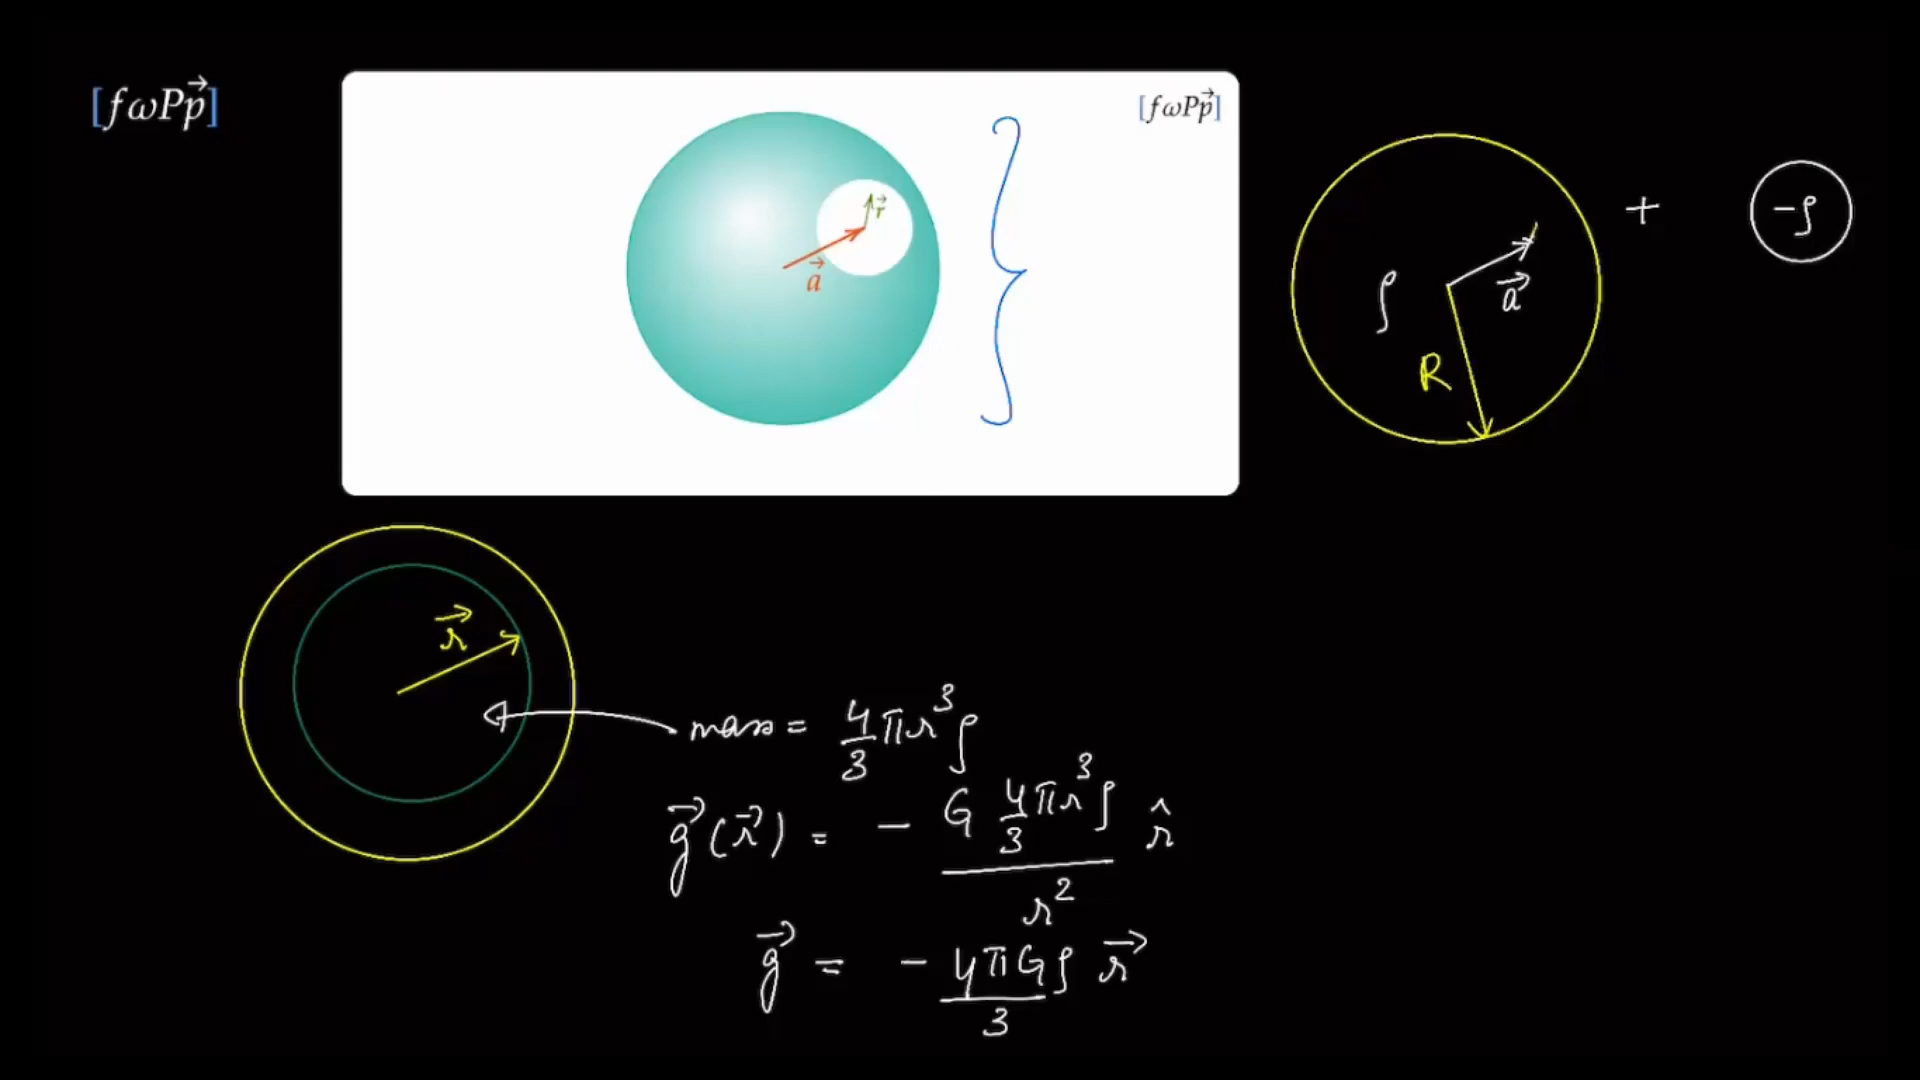 [fωPp⃗]
[fωPp⃗]
r⃗
a⃗
ρ
a⃗
R
+
-ρ
r⃗
mass = 4/3 πr³ρ
g⃗(r⃗) = - G 4/3 πr³ρ / r² r̂
g⃗ = - 4πGρ/3 r⃗